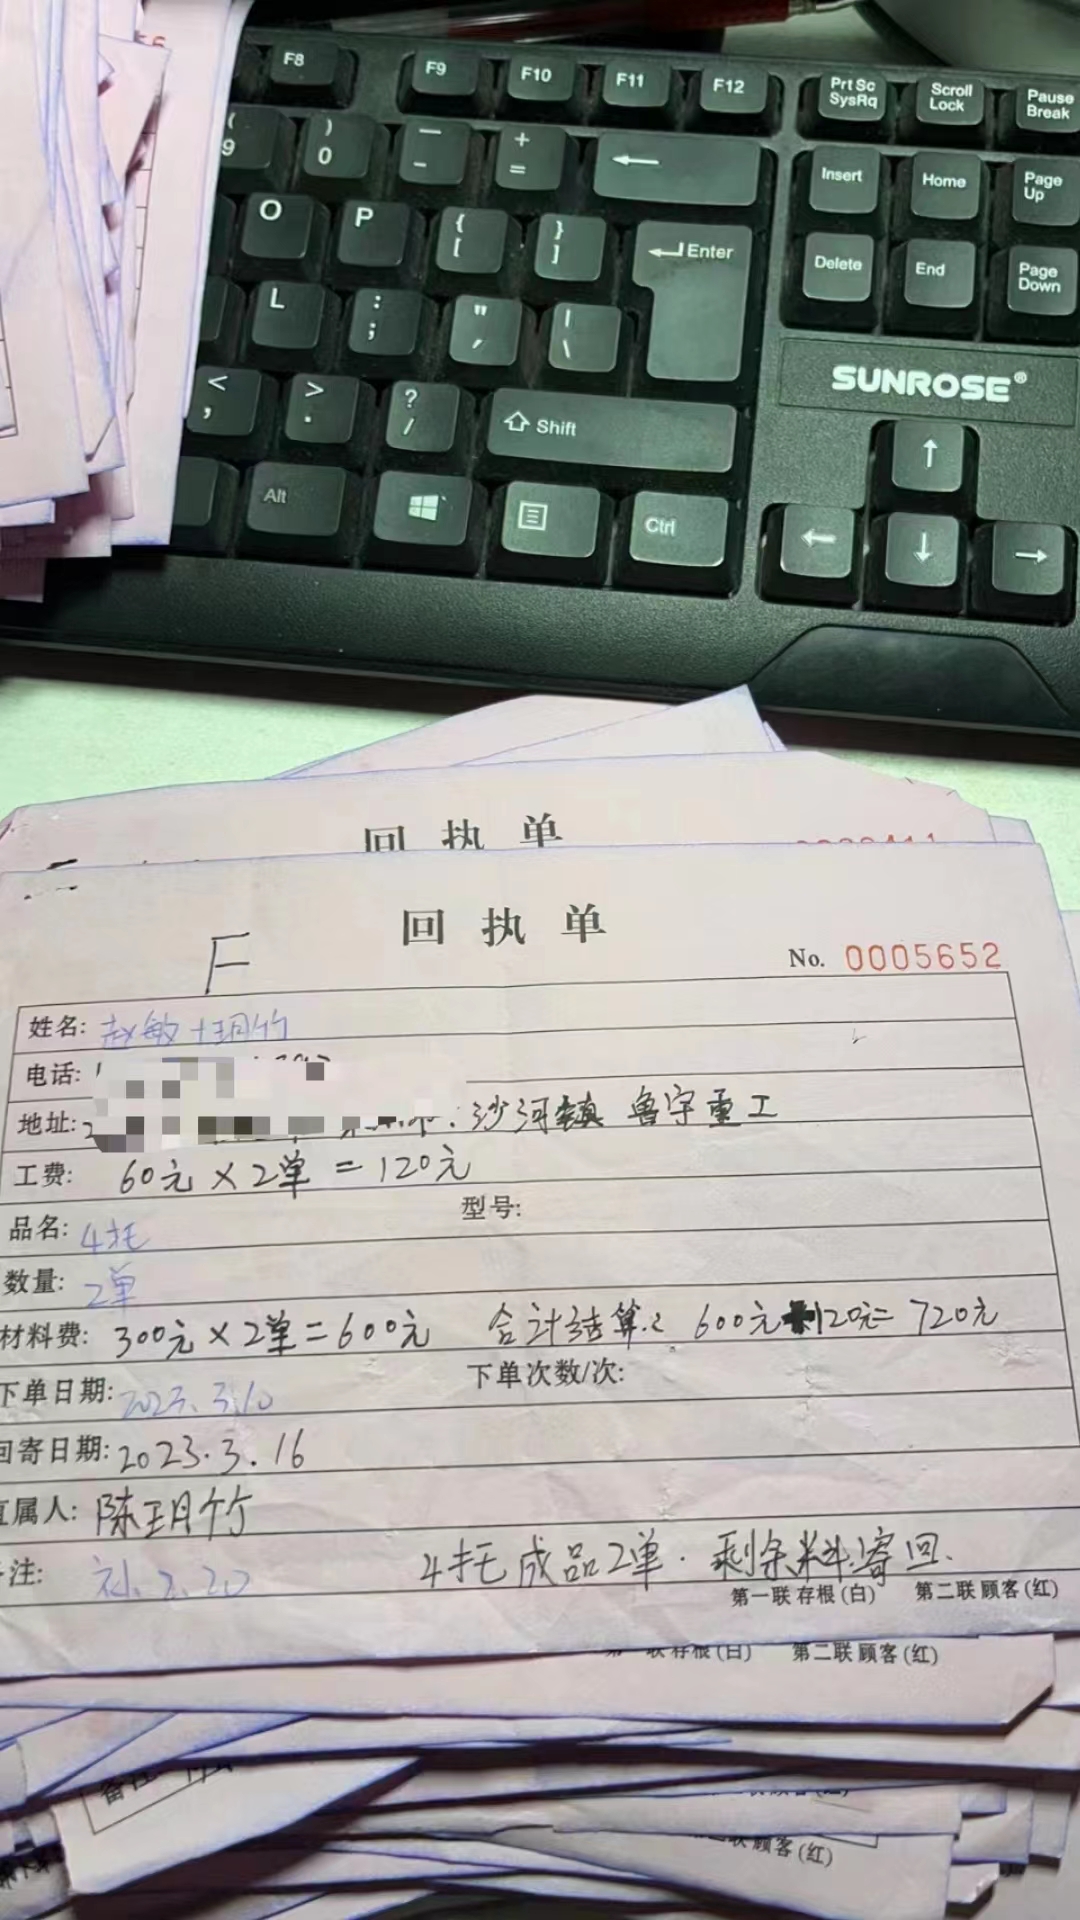 F8 F9 F10 F11 F12 Prt Sc SysRq Scroll Lock Pause Break
( 9 ) 0 — - + = Insert Home Page Up
O P { [ } ] Enter Delete End Page Down
L : ; " ' | \
SUNROSE®
< , > . ? / Shift
Alt Ctrl
回执单
回执单
F
No. 0005652
姓名: 赵敏+玥竹
电话:
地址: 沙河镇 鲁宇重工
工费: 60元×2单=120元
型号:
品名: 4托
数量: 2单
材料费: 300元×2单=600元 合计结算: 600元+120元=720元
下单次数/次:
下单日期: 2023.3.10
回寄日期: 2023.3.16
直属人: 陈玥竹
注: 补2.20 4托成品2单.剩余料寄回.
第一联 存根(白) 第二联 顾客(红)
第一联 存根(白) 第二联 顾客(红)
备注:
联 顾客(红)